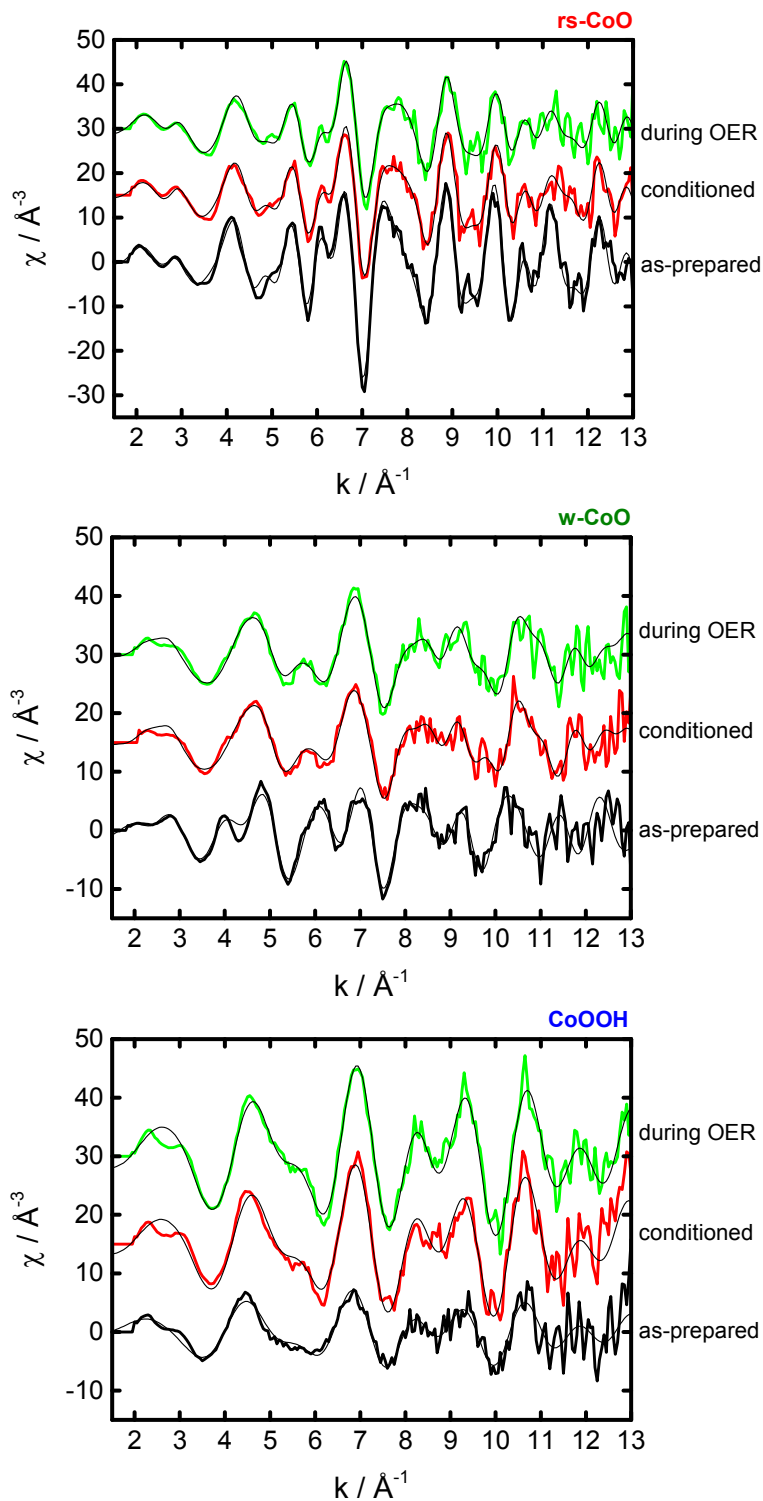 rs-CoO
50
40
30
20
10
0
-10
-20
-30
χ / Å⁻³
during OER
conditioned
as-prepared
2 3 4 5 6 7 8 9 10 11 12 13
k / Å⁻¹
w-CoO
50
40
30
20
10
0
-10
χ / Å⁻³
during OER
conditioned
as-prepared
2 3 4 5 6 7 8 9 10 11 12 13
k / Å⁻¹
CoOOH
50
40
30
20
10
0
-10
χ / Å⁻³
during OER
conditioned
as-prepared
2 3 4 5 6 7 8 9 10 11 12 13
k / Å⁻¹